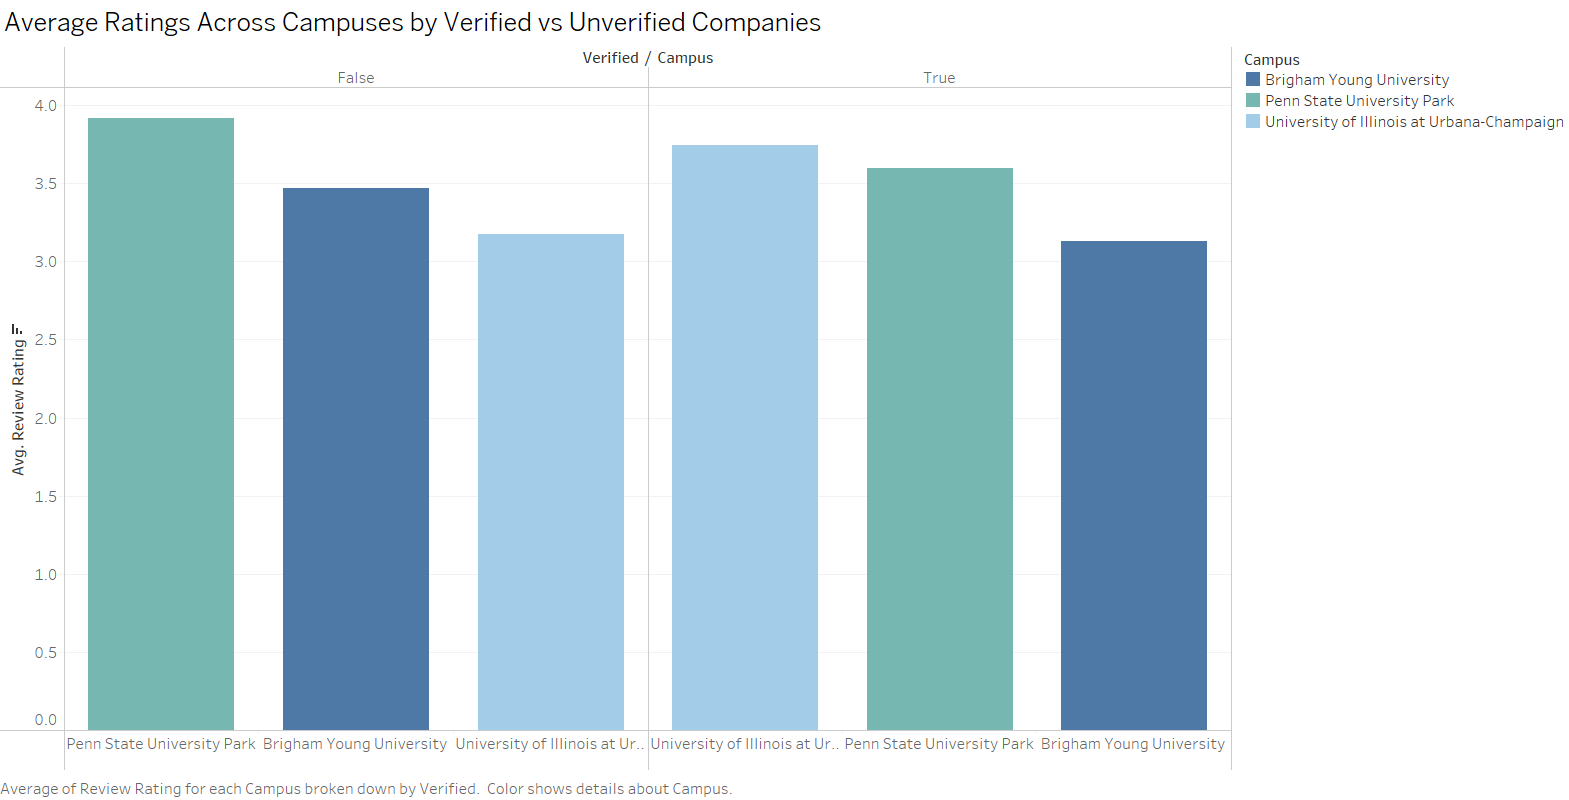 Average Ratings Across Campuses by Verified vs Unverified Companies
Verified / Campus
False
True
Campus
Brigham Young University
Penn State University Park
University of Illinois at Urbana-Champaign
Avg. Review Rating
4.0
3.5
3.0
2.5
2.0
1.5
1.0
0.5
0.0
Penn State University Park
Brigham Young University
University of Illinois at Ur..
University of Illinois at Ur..
Penn State University Park
Brigham Young University
Average of Review Rating for each Campus broken down by Verified. Color shows details about Campus.